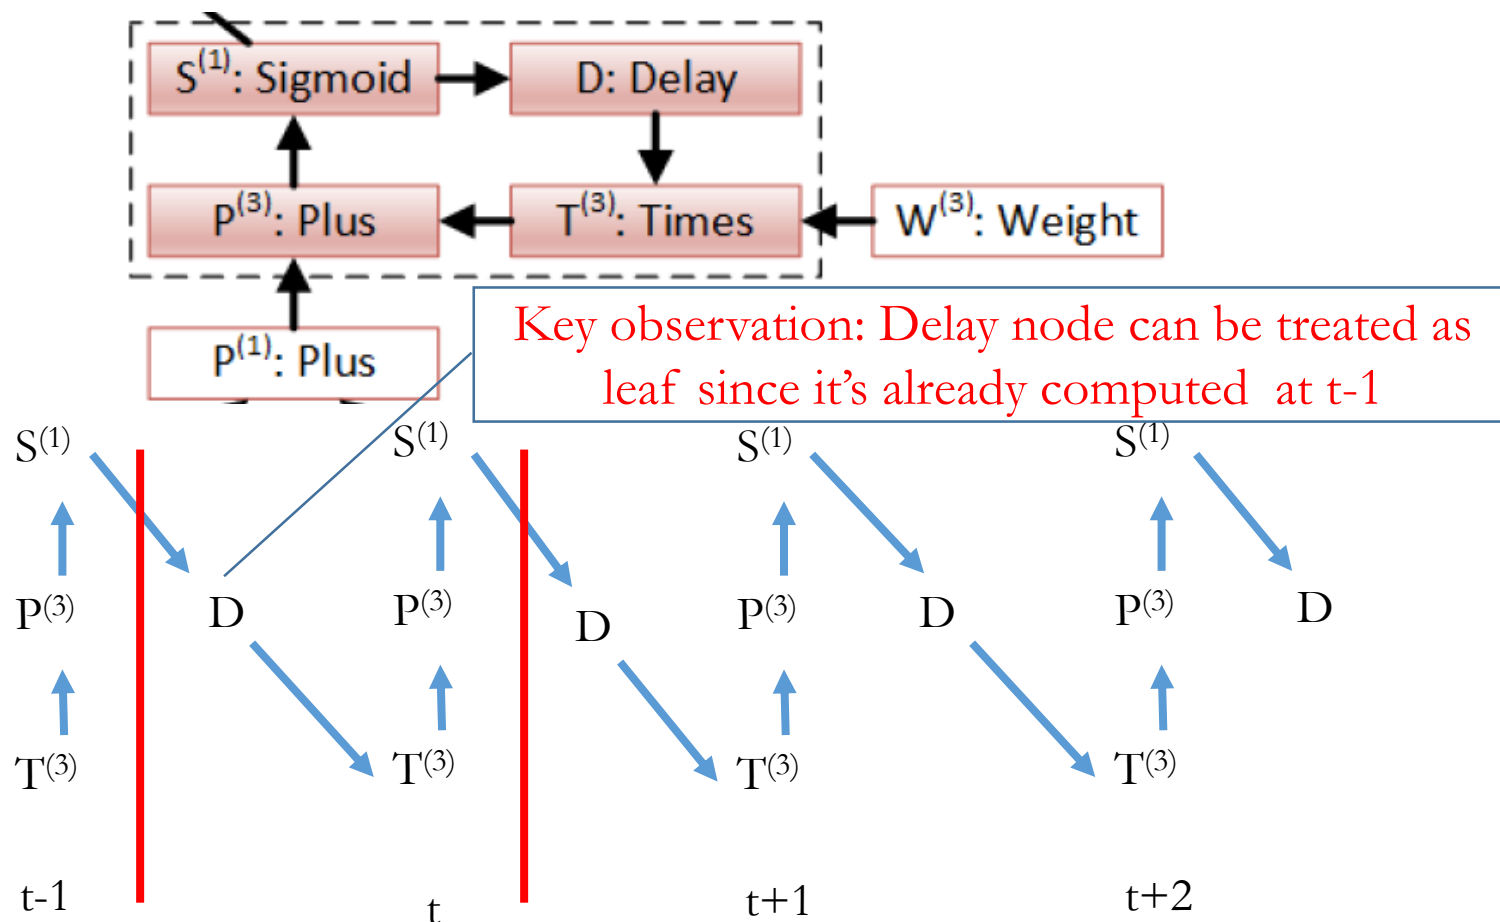 S(1): Sigmoid D: Delay
P(3): Plus T(3): Times W(3): Weight
P(1): Plus
Key observation: Delay node can be treated as
leaf since it’s already computed at t-1
S(1) S(1) S(1) S(1)
P(3) D P(3) D P(3) D P(3) D
T(3) T(3) T(3) T(3)
t-1 t t+1 t+2